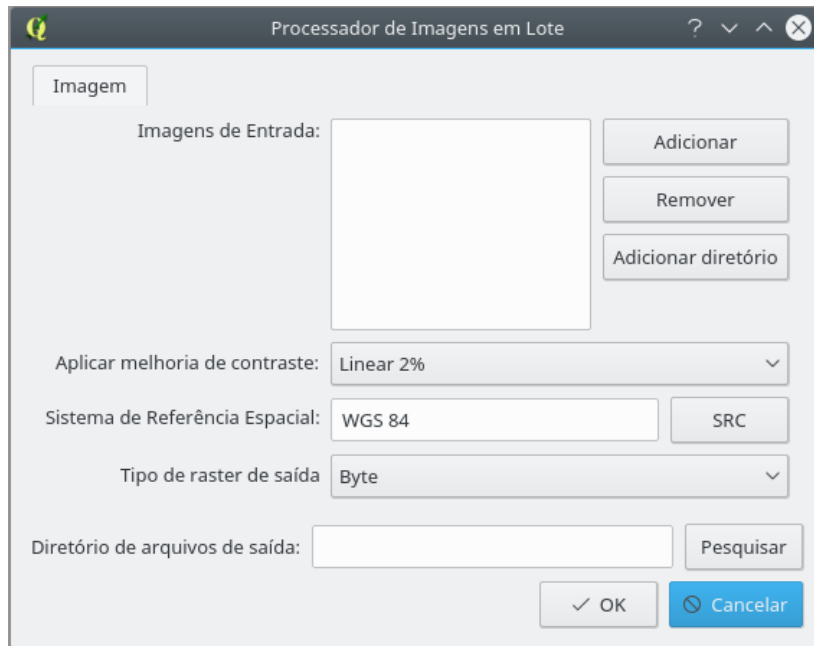 Processador de Imagens em Lote
Imagem
Imagens de Entrada:
Adicionar
Remover
Adicionar diretório
Aplicar melhoria de contraste: Linear 2%
Sistema de Referência Espacial: WGS 84 SRC
Tipo de raster de saída Byte
Diretório de arquivos de saída: Pesquisar
OK Cancelar